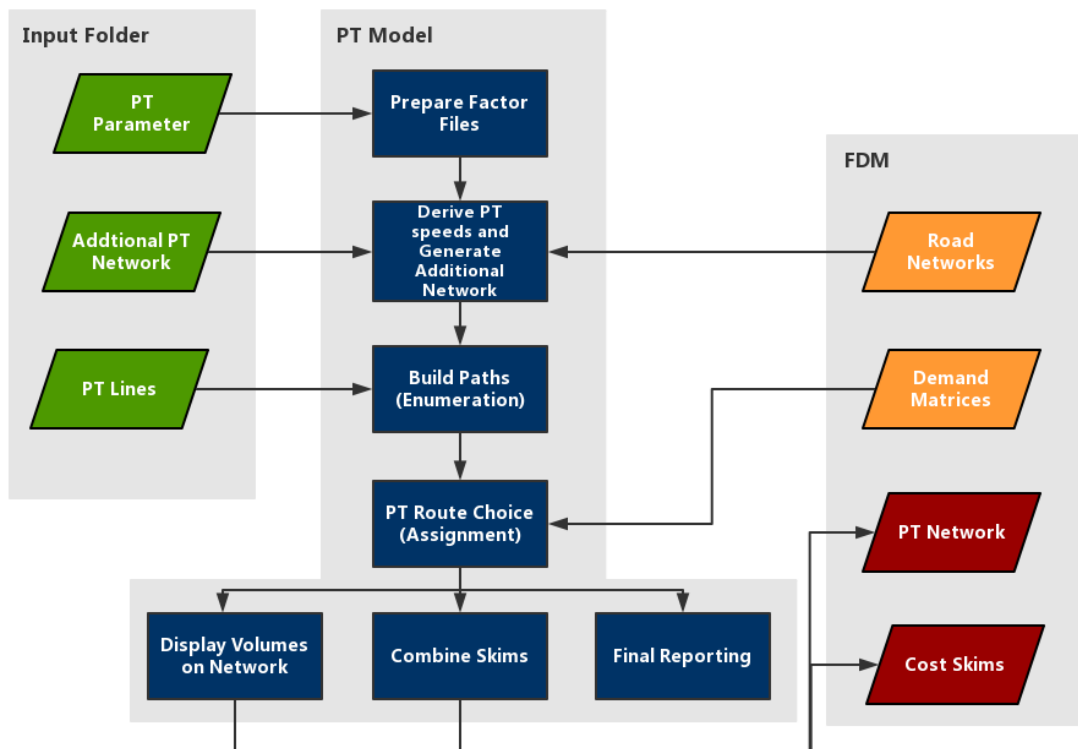 Input Folder
PT Model
FDM
PT
Parameter
Prepare Factor
Files
Addtional PT
Network
Derive PT
speeds and
Generate
Additional
Network
Road
Networks
PT Lines
Build Paths
(Enumeration)
Demand
Matrices
PT Route Choice
(Assignment)
PT Network
Display Volumes
on Network
Combine Skims
Final Reporting
Cost Skims